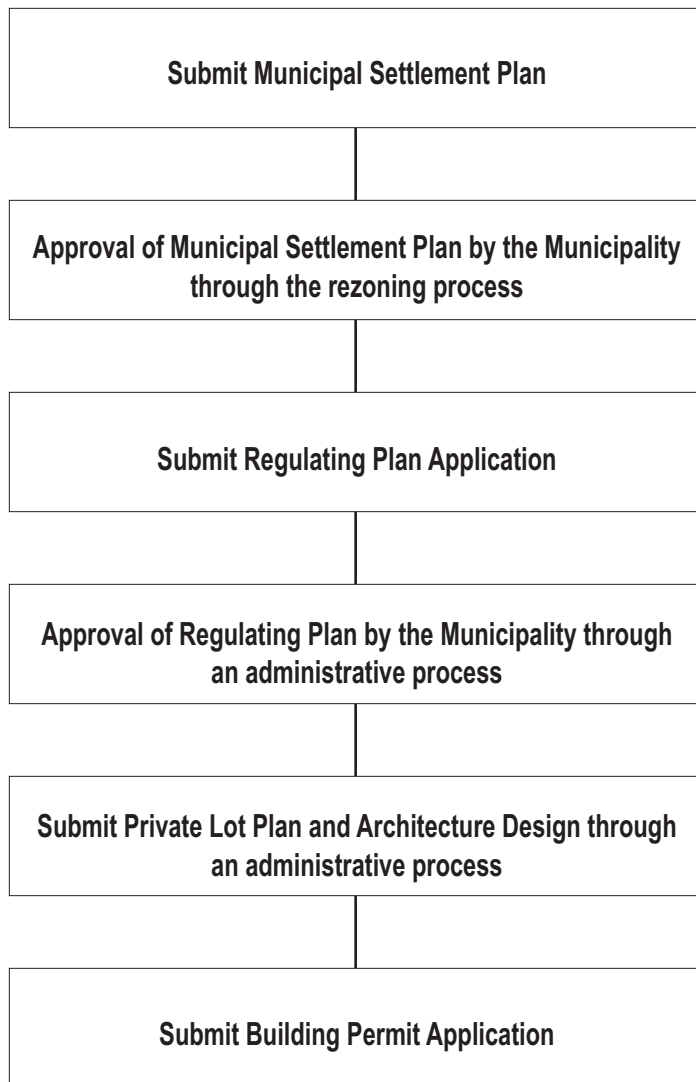 Submit Municipal Settlement Plan
Approval of Municipal Settlement Plan by the Municipality
through the rezoning process
Submit Regulating Plan Application
Approval of Regulating Plan by the Municipality through
an administrative process
Submit Private Lot Plan and Architecture Design through
an administrative process
Submit Building Permit Application